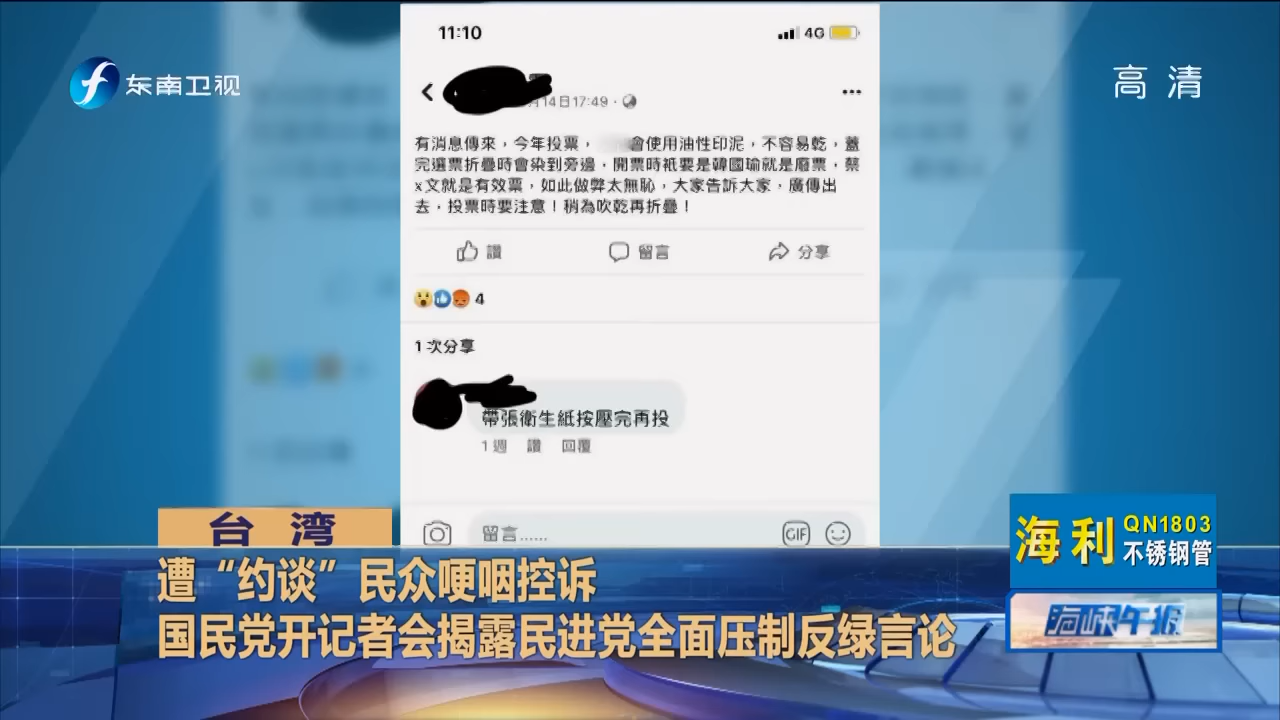 11:10
4G
东南卫视
高清
月14日17:49
有消息傳來，今年投票，
會使用油性印泥，不容易乾，蓋
完選票折疊時會染到旁邊，開票時衹要是韓國瑜就是廢票，蔡
x文就是有效票，如此做弊太無恥，大家告訴大家，廣傳出
去，投票時要注意！稍為吹乾再折疊！
讚 留言 分享
4
1次分享
帶張衛生紙按壓完再投
1週 讚 回覆
留言......
GIF
台湾
遭“约谈”民众哽咽控诉
国民党开记者会揭露民进党全面压制反绿言论
海利 QN1803
不锈钢管
海峡午报